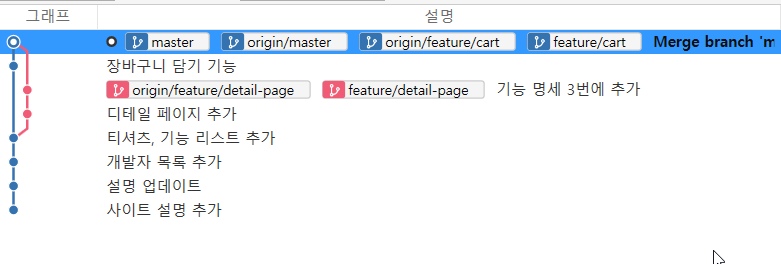 그래프 설명
master origin/master origin/feature/cart feature/cart Merge branch 'm
장바구니 담기 기능
origin/feature/detail-page feature/detail-page 기능 명세 3번에 추가
디테일 페이지 추가
티셔츠, 기능 리스트 추가
개발자 목록 추가
설명 업데이트
사이트 설명 추가